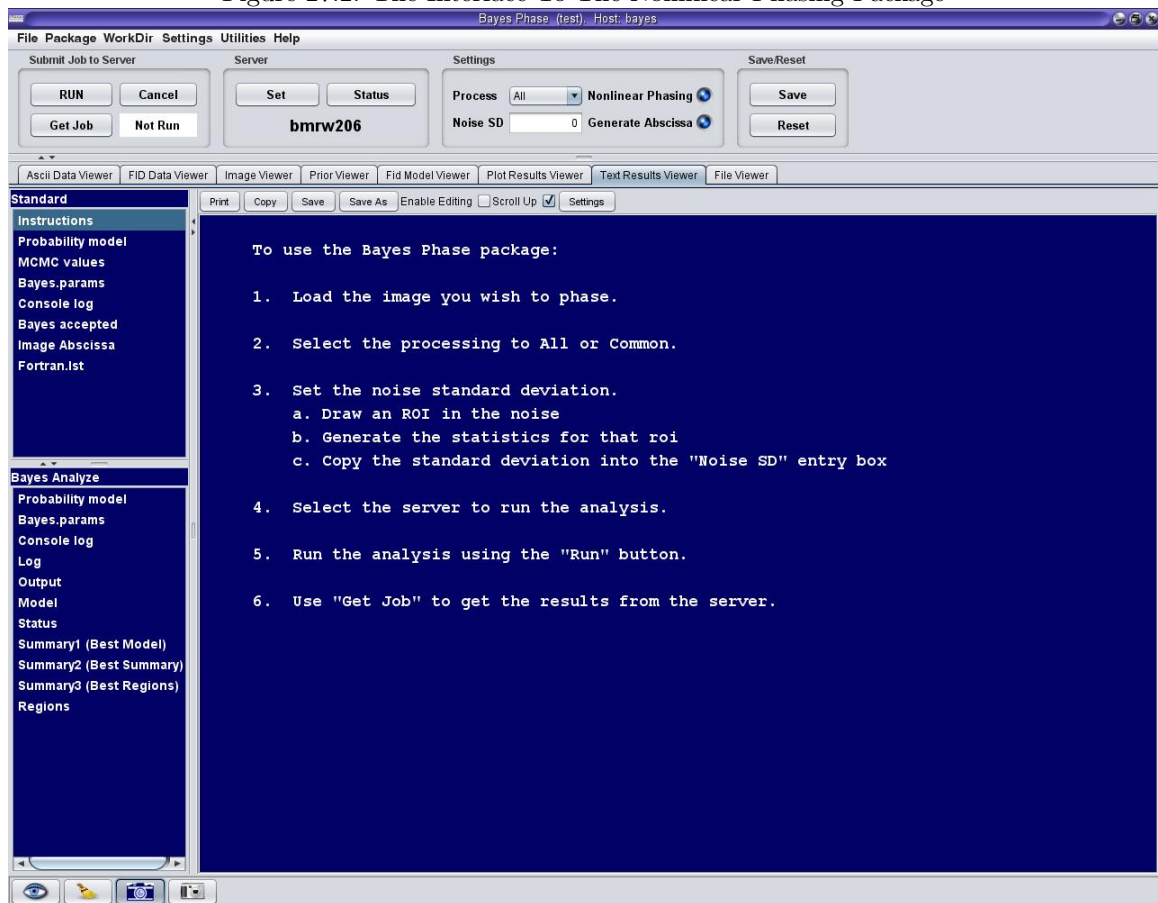 Figure 27.2: The Interface To The Nonlinear Phasing Package
Bayes Phase (test), Host: bayes
File Package WorkDir Settings Utilities Help
Submit Job to Server Server Settings Save/Reset
RUN Cancel Set Status Process All Nonlinear Phasing Save
Get Job Not Run bmrw206 Noise SD 0 Generate Abscissa Reset
Ascii Data Viewer FID Data Viewer Image Viewer Prior Viewer Fid Model Viewer Plot Results Viewer Text Results Viewer File Viewer
Standard
Print Copy Save Save As Enable Editing Scroll Up Settings
Instructions
Probability model
MCMC values
Bayes.params
Console log
Bayes accepted
Image Abscissa
Fortran.lst
Bayes Analyze
Probability model
Bayes.params
Console log
Log
Output
Model
Status
Summary1 (Best Model)
Summary2 (Best Summary)
Summary3 (Best Regions)
Regions
To use the Bayes Phase package:
1. Load the image you wish to phase.
2. Select the processing to All or Common.
3. Set the noise standard deviation.
a. Draw an ROI in the noise
b. Generate the statistics for that roi
c. Copy the standard deviation into the "Noise SD" entry box
4. Select the server to run the analysis.
5. Run the analysis using the "Run" button.
6. Use "Get Job" to get the results from the server.